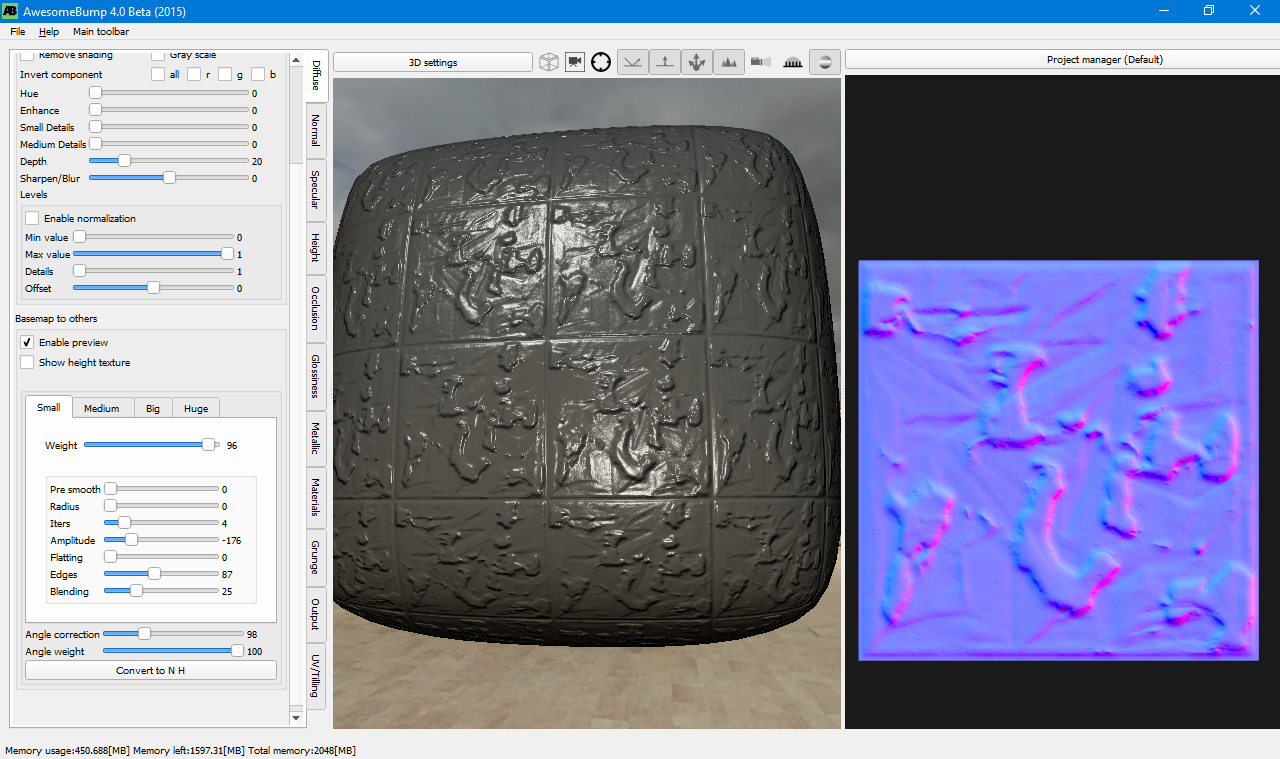 AwesomeBump 4.0 Beta (2015)
File Help Main toolbar
Remove shading Gray scale
Invert component all r g b
Hue 0
Enhance 0
Small Details 0
Medium Details 0
Depth 20
Sharpen/Blur 0
Levels
Enable normalization
Min value 0
Max value 1
Details 1
Offset 0
Basemap to others
Enable preview
Show height texture
Small Medium Big Huge
Weight 96
Pre smooth 0
Radius 0
Iters 4
Amplitude -176
Flatting 0
Edges 87
Blending 25
Angle correction 98
Angle weight 100
Convert to N H
Diffuse
Normal
Specular
Height
Occlusion
Glossiness
Metallic
Materials
Grunge
Output
UV/Tilling
3D settings
Project manager (Default)
Memory usage:450.688[MB] Memory left:1597.31[MB] Total memory:2048[MB]